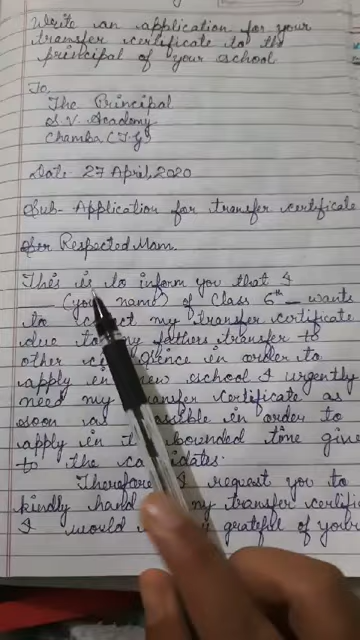 Write an application for your
transfer certificate to the
principal of your school
To
The Principal
S.V. Academy
Chamba (T.G)
Date 27 April, 2020
Sub- Application for transfer certificate
Respected Mam.
This is to inform you that I
(your name) of Class 6th wants
to my transfer certificate
due to my fathers transfer to
other in order to
apply in new school I urgently
need my transfer certificate as
soon as possible in order to
apply in the bounded time give
to the candidates.
Therefore I request you to
kindly hand my transfer certific
I would grateful of your